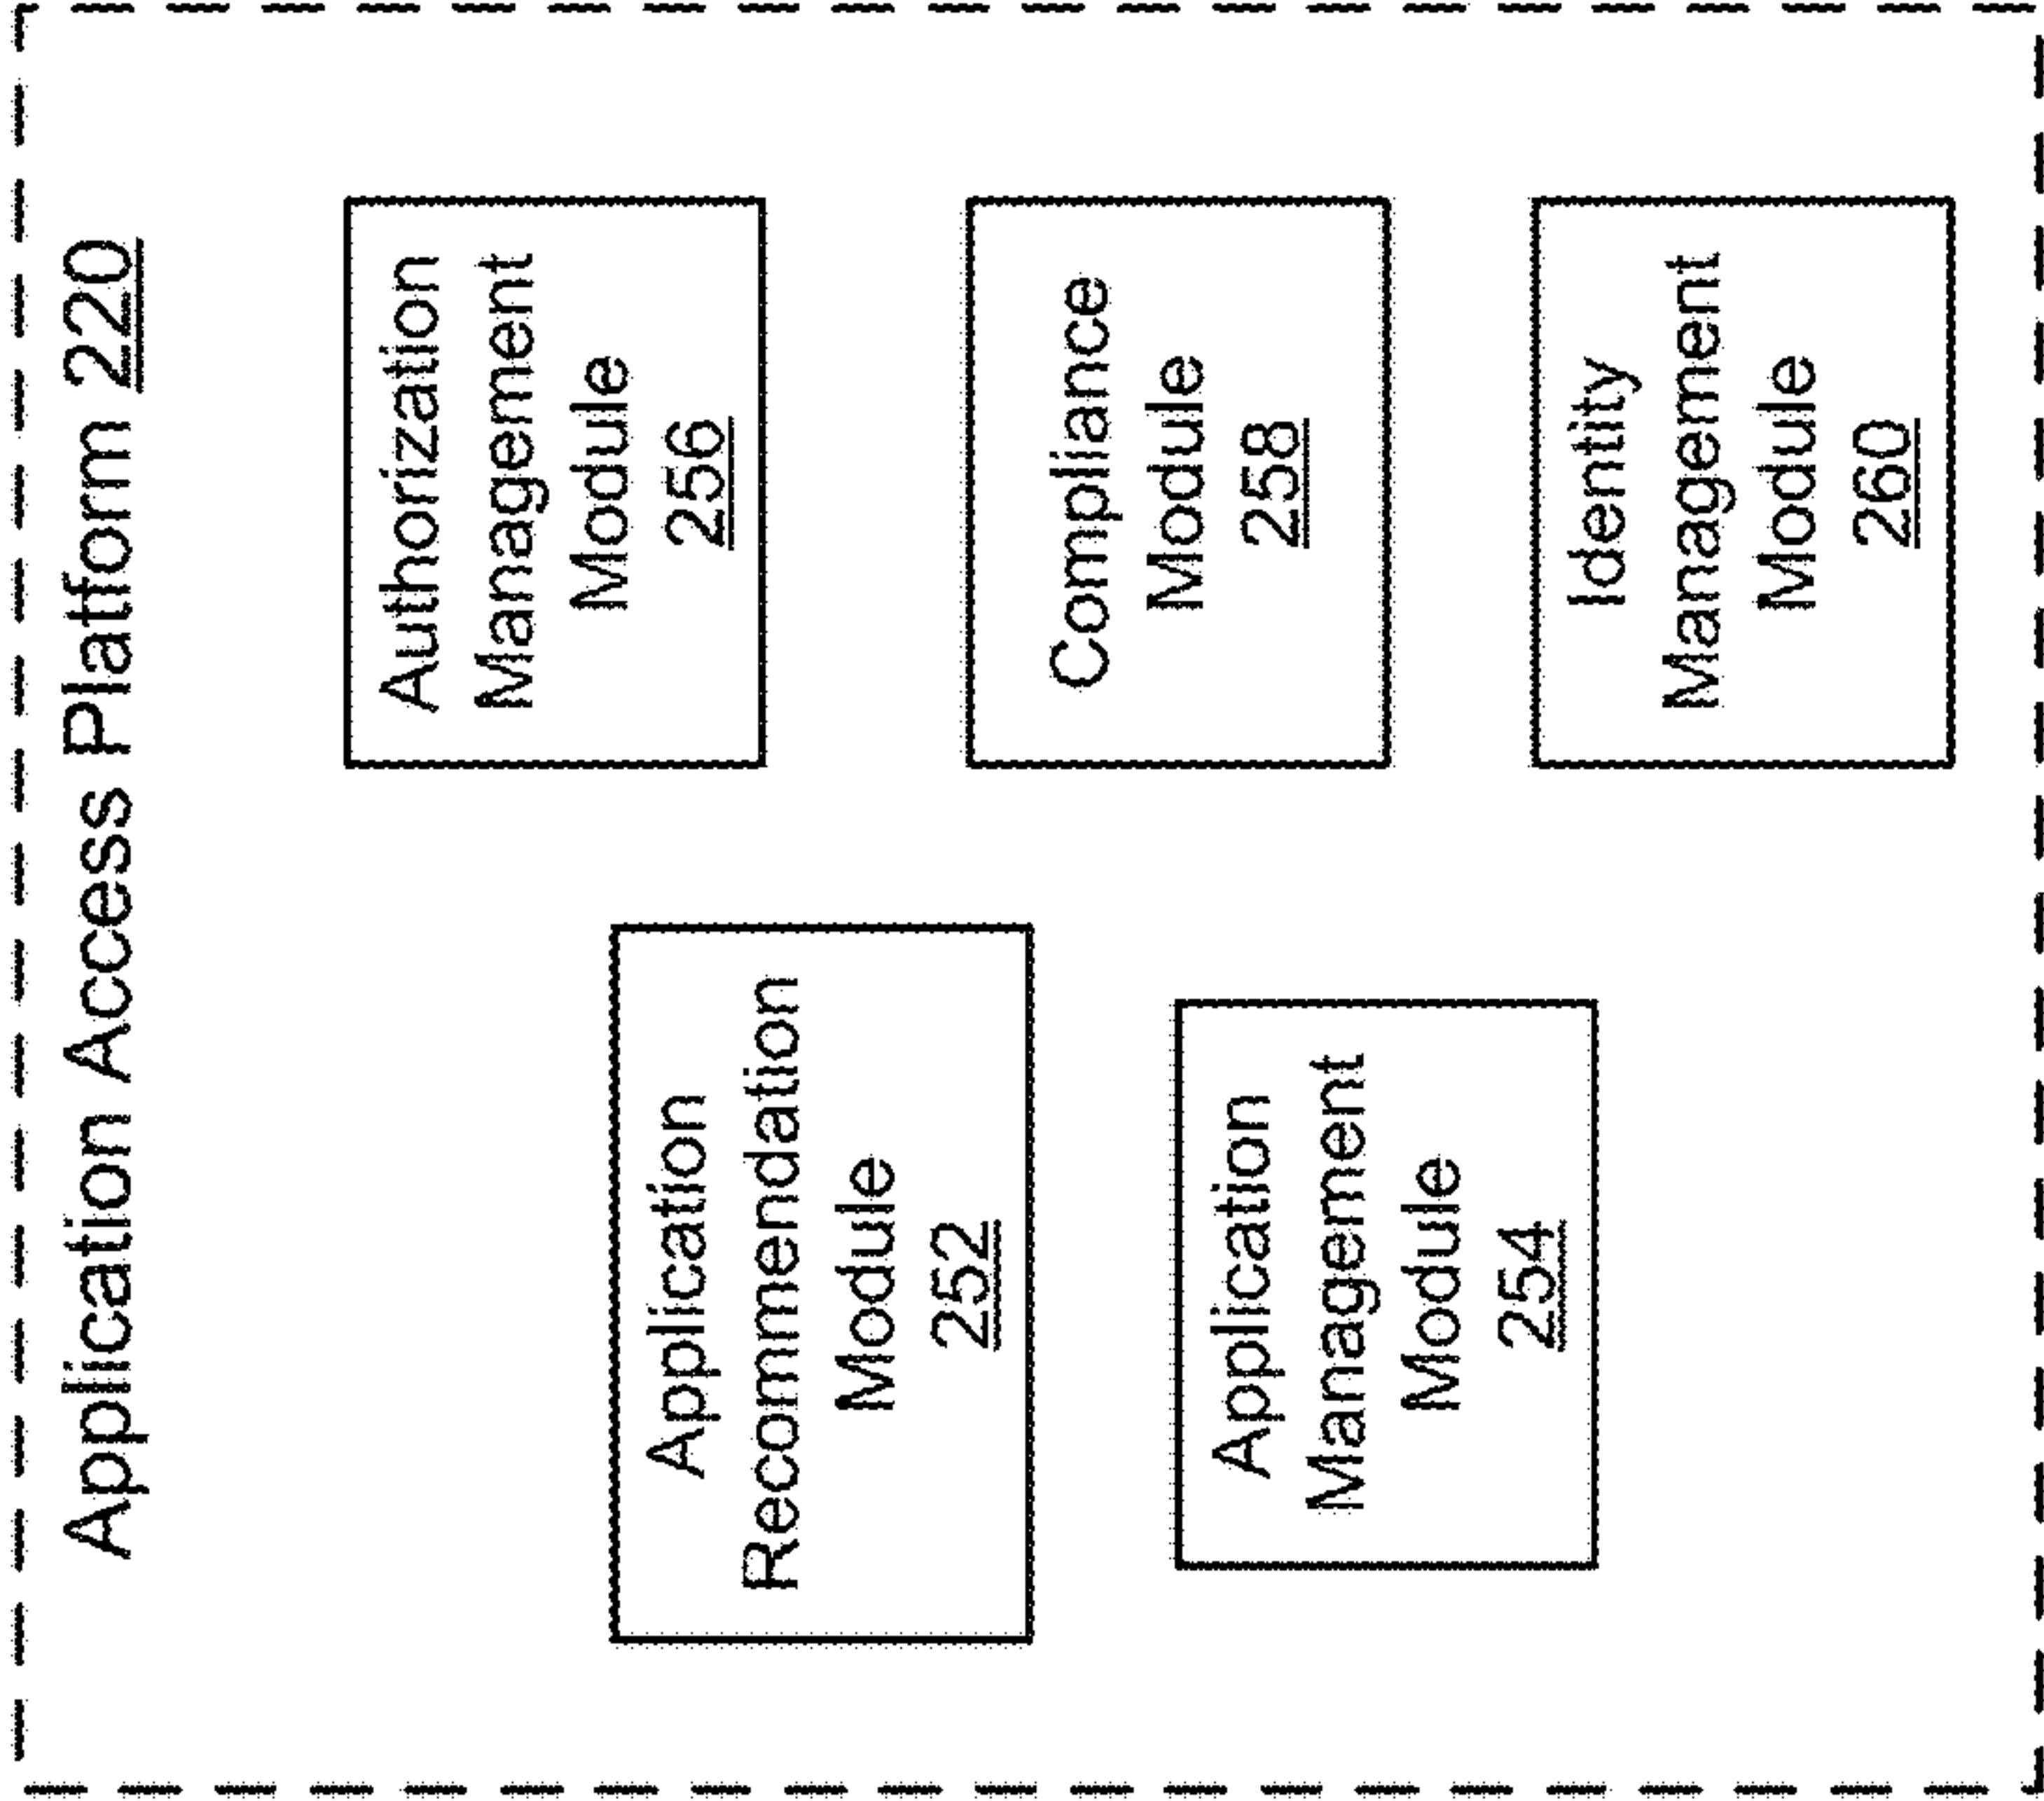 Application Access Platform 220
Application
Recommendation
Module
252
Application
Management
Module
254
Authorization
Management
Module
256
Compliance
Module
258
Identity
Management
Module
260